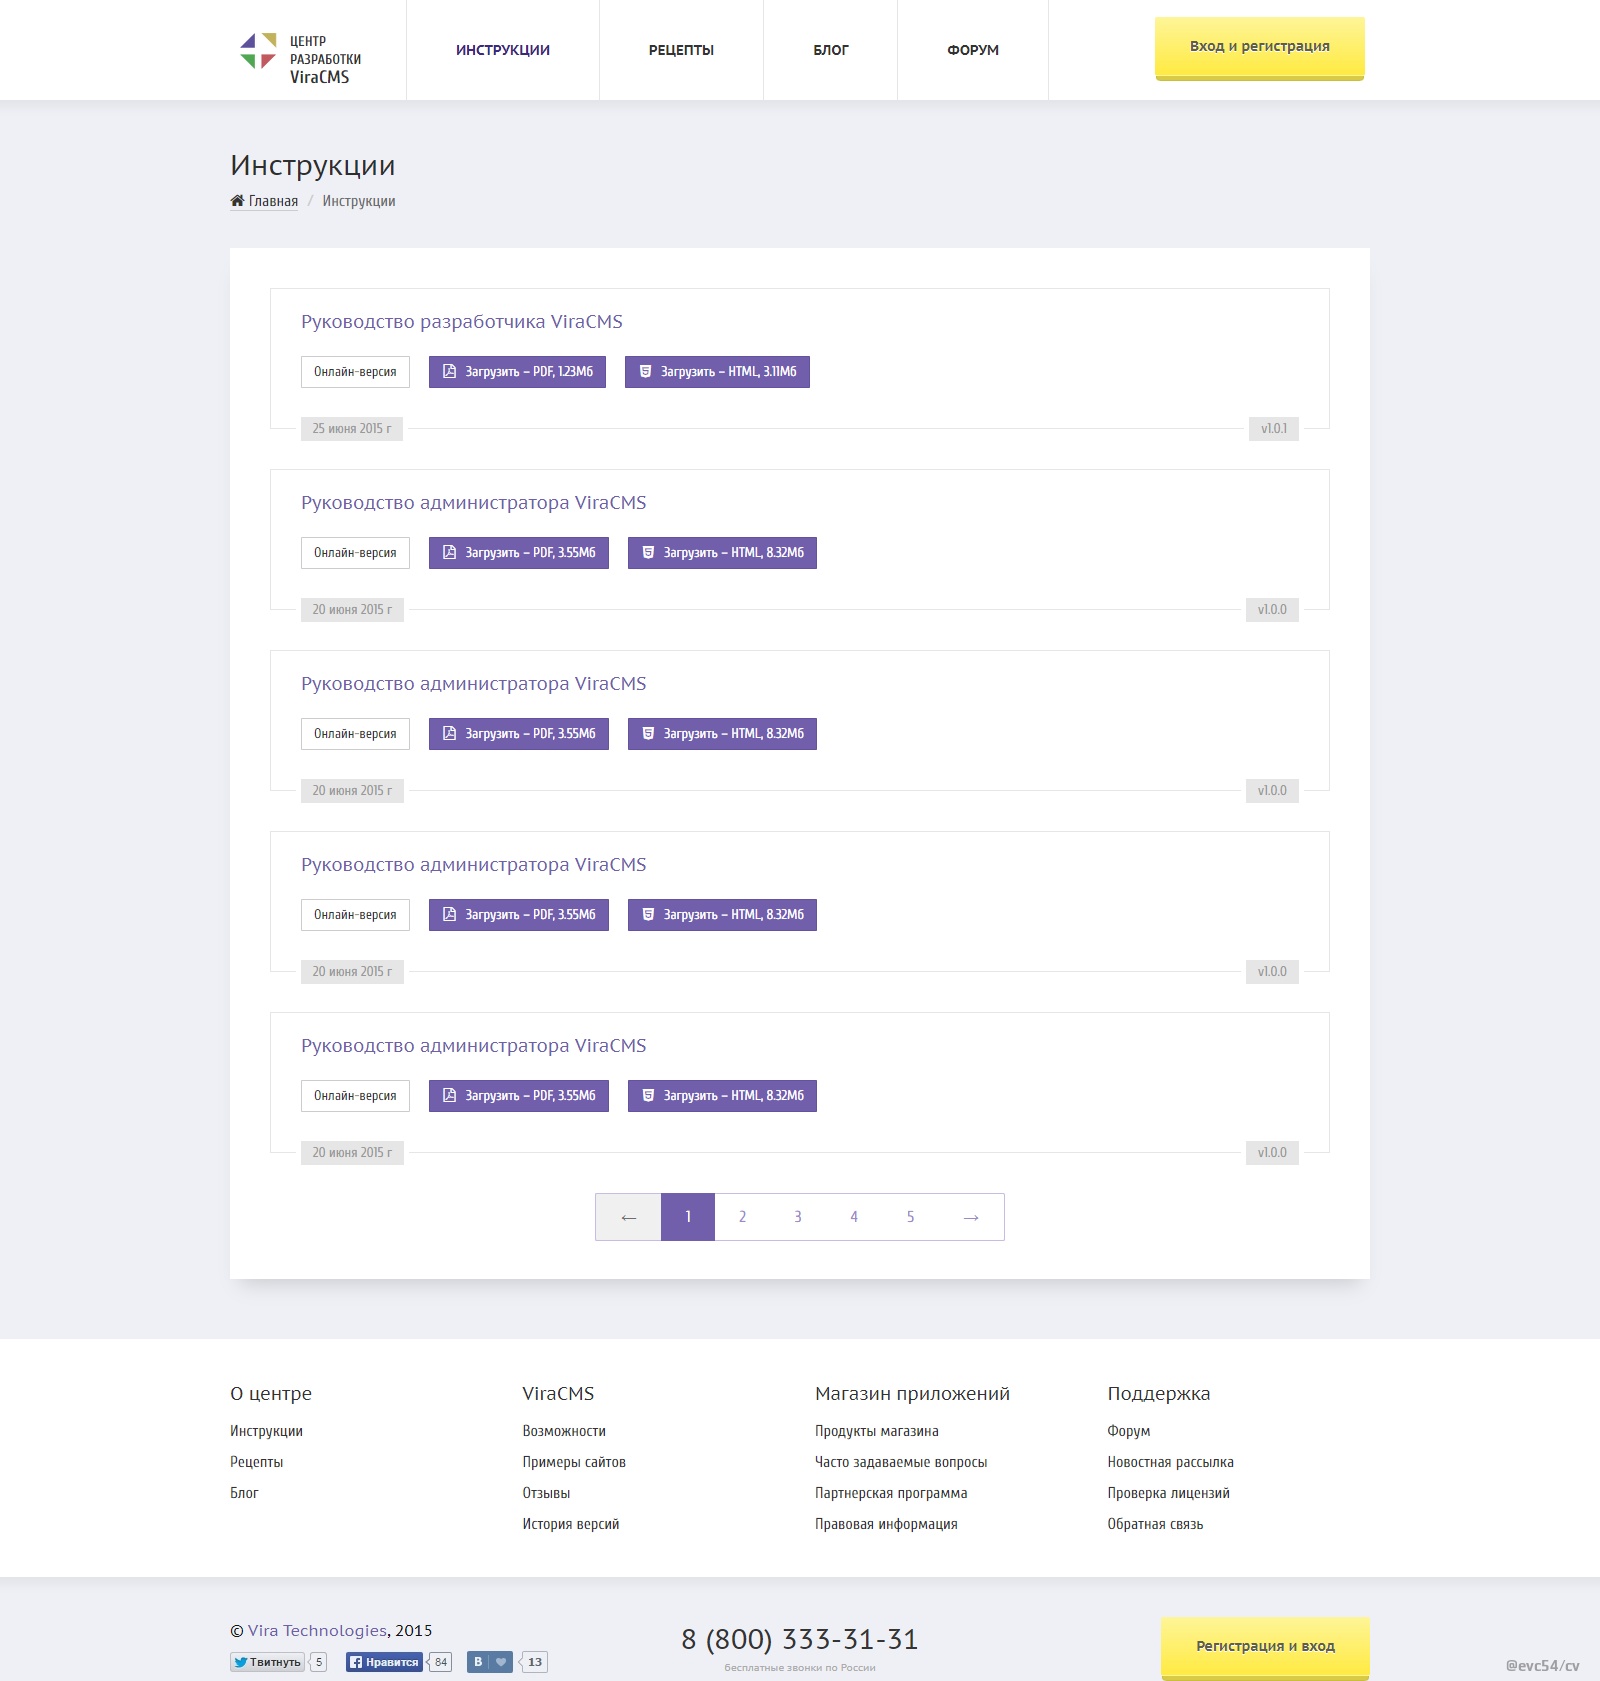 ЦЕНТР
РАЗРАБОТКИ
ViraCMS
ИНСТРУКЦИИ
РЕЦЕПТЫ
БЛОГ
ФОРУМ
Вход и регистрация
Инструкции
Главная / Инструкции
Руководство разработчика ViraCMS
Онлайн-версия
Загрузить – PDF, 1.23Мб
Загрузить – HTML, 3.11Мб
25 июня 2015 г
v1.0.1
Руководство администратора ViraCMS
Онлайн-версия
Загрузить – PDF, 3.55Мб
Загрузить – HTML, 8.32Мб
20 июня 2015 г
v1.0.0
Руководство администратора ViraCMS
Онлайн-версия
Загрузить – PDF, 3.55Мб
Загрузить – HTML, 8.32Мб
20 июня 2015 г
v1.0.0
Руководство администратора ViraCMS
Онлайн-версия
Загрузить – PDF, 3.55Мб
Загрузить – HTML, 8.32Мб
20 июня 2015 г
v1.0.0
Руководство администратора ViraCMS
Онлайн-версия
Загрузить – PDF, 3.55Мб
Загрузить – HTML, 8.32Мб
20 июня 2015 г
v1.0.0
← 1 2 3 4 5 →
О центре
Инструкции
Рецепты
Блог
ViraCMS
Возможности
Примеры сайтов
Отзывы
История версий
Магазин приложений
Продукты магазина
Часто задаваемые вопросы
Партнерская программа
Правовая информация
Поддержка
Форум
Новостная рассылка
Проверка лицензий
Обратная связь
© Vira Technologies, 2015
Твитнуть 5
Нравится 84
В 13
8 (800) 333-31-31
бесплатные звонки по России
Регистрация и вход
@evc54/cv